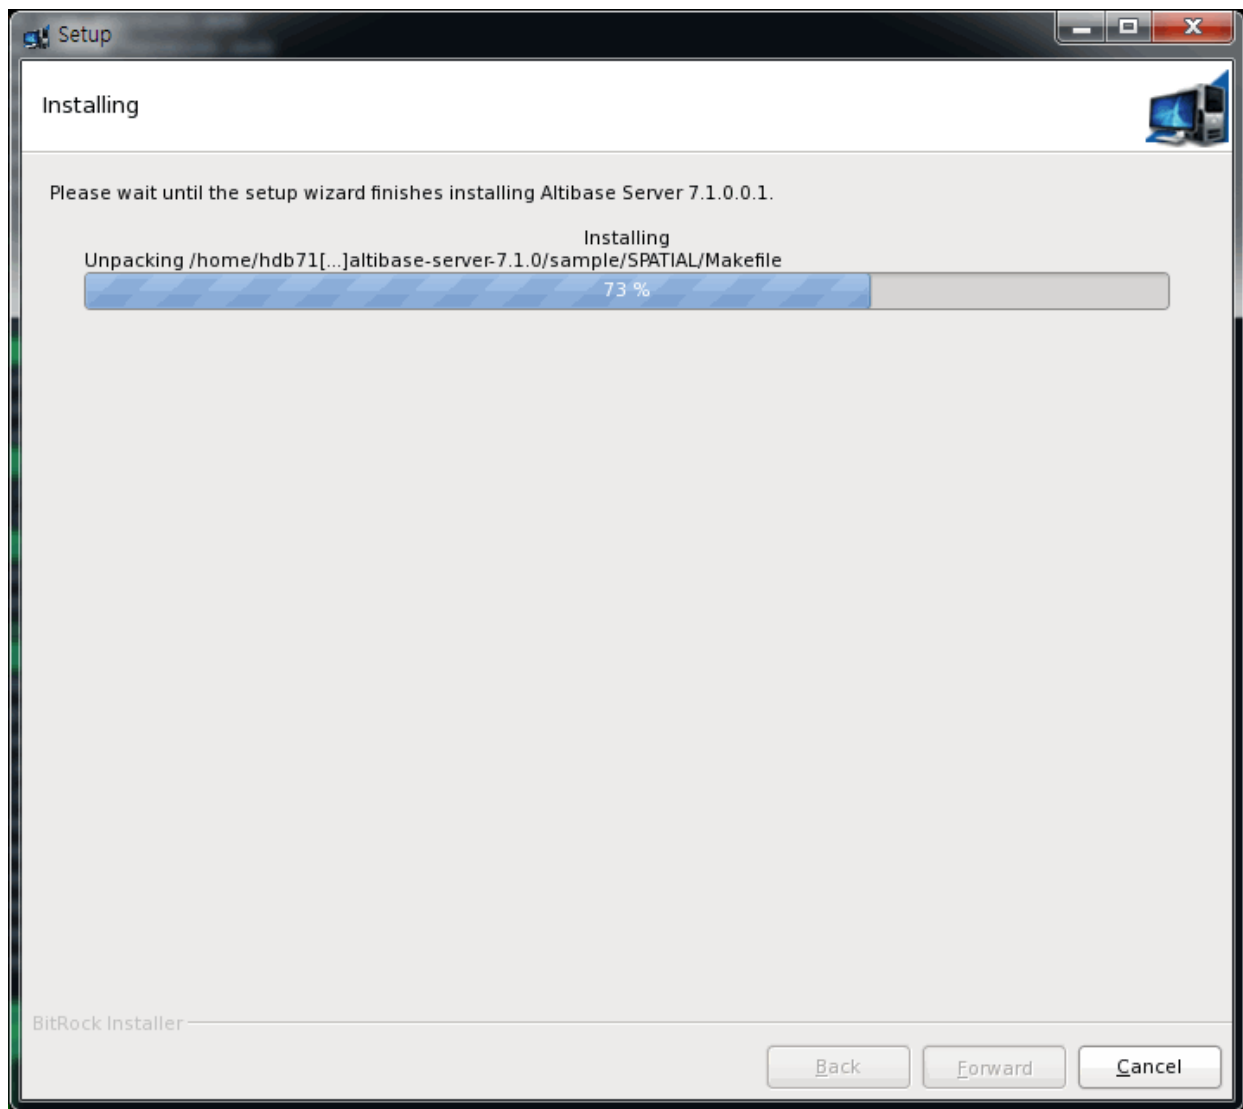 Setup
Installing
Please wait until the setup wizard finishes installing Altibase Server 7.1.0.0.1.
Installing
Unpacking /home/hdb71[...]altibase-server-7.1.0/sample/SPATIAL/Makefile
73 %
BitRock Installer
Back
Forward
Cancel